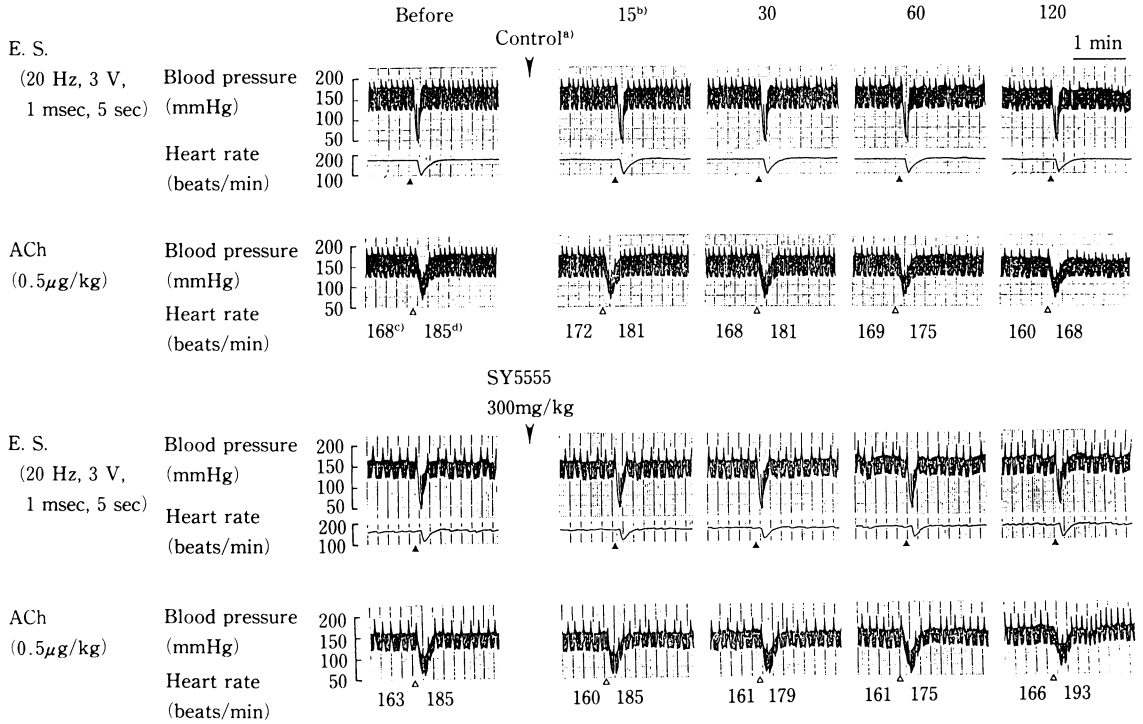 Before 15b) 30 60 120
Control a)
1 min
E. S.
(20 Hz, 3 V,
1 msec, 5 sec)
Blood pressure
(mmHg)
200
150
100
50
Heart rate
(beats/min)
200
100
ACh
(0.5μg/kg)
Blood pressure
(mmHg)
200
150
100
50
Heart rate
(beats/min)
168c) 185d) 172 181 168 181 169 175 160 168
SY5555
300mg/kg
E. S.
(20 Hz, 3 V,
1 msec, 5 sec)
Blood pressure
(mmHg)
200
150
100
50
Heart rate
(beats/min)
200
100
ACh
(0.5μg/kg)
Blood pressure
(mmHg)
200
150
100
50
Heart rate
(beats/min)
163 185 160 185 161 179 161 175 166 193